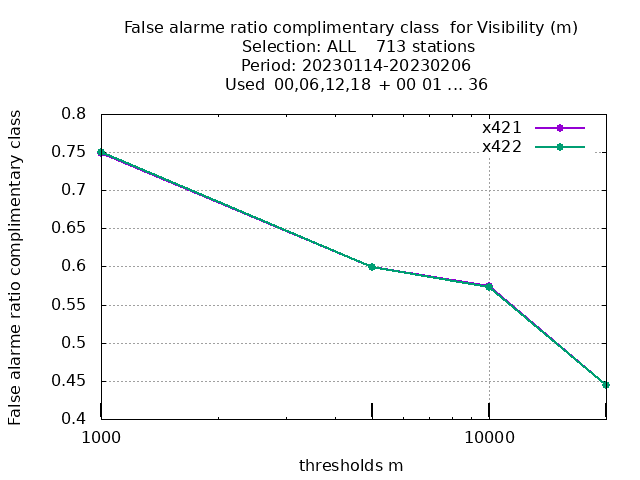 False alarme ratio complimentary class  for Visibility (m)
Selection: ALL    713 stations
Period: 20230114-20230206
Used  00,06,12,18  + 00 01 ... 36
False alarme ratio complimentary class
0.8
0.75
0.7
0.65
0.6
0.55
0.5
0.45
0.4
x421
x422
1000
10000
thresholds m